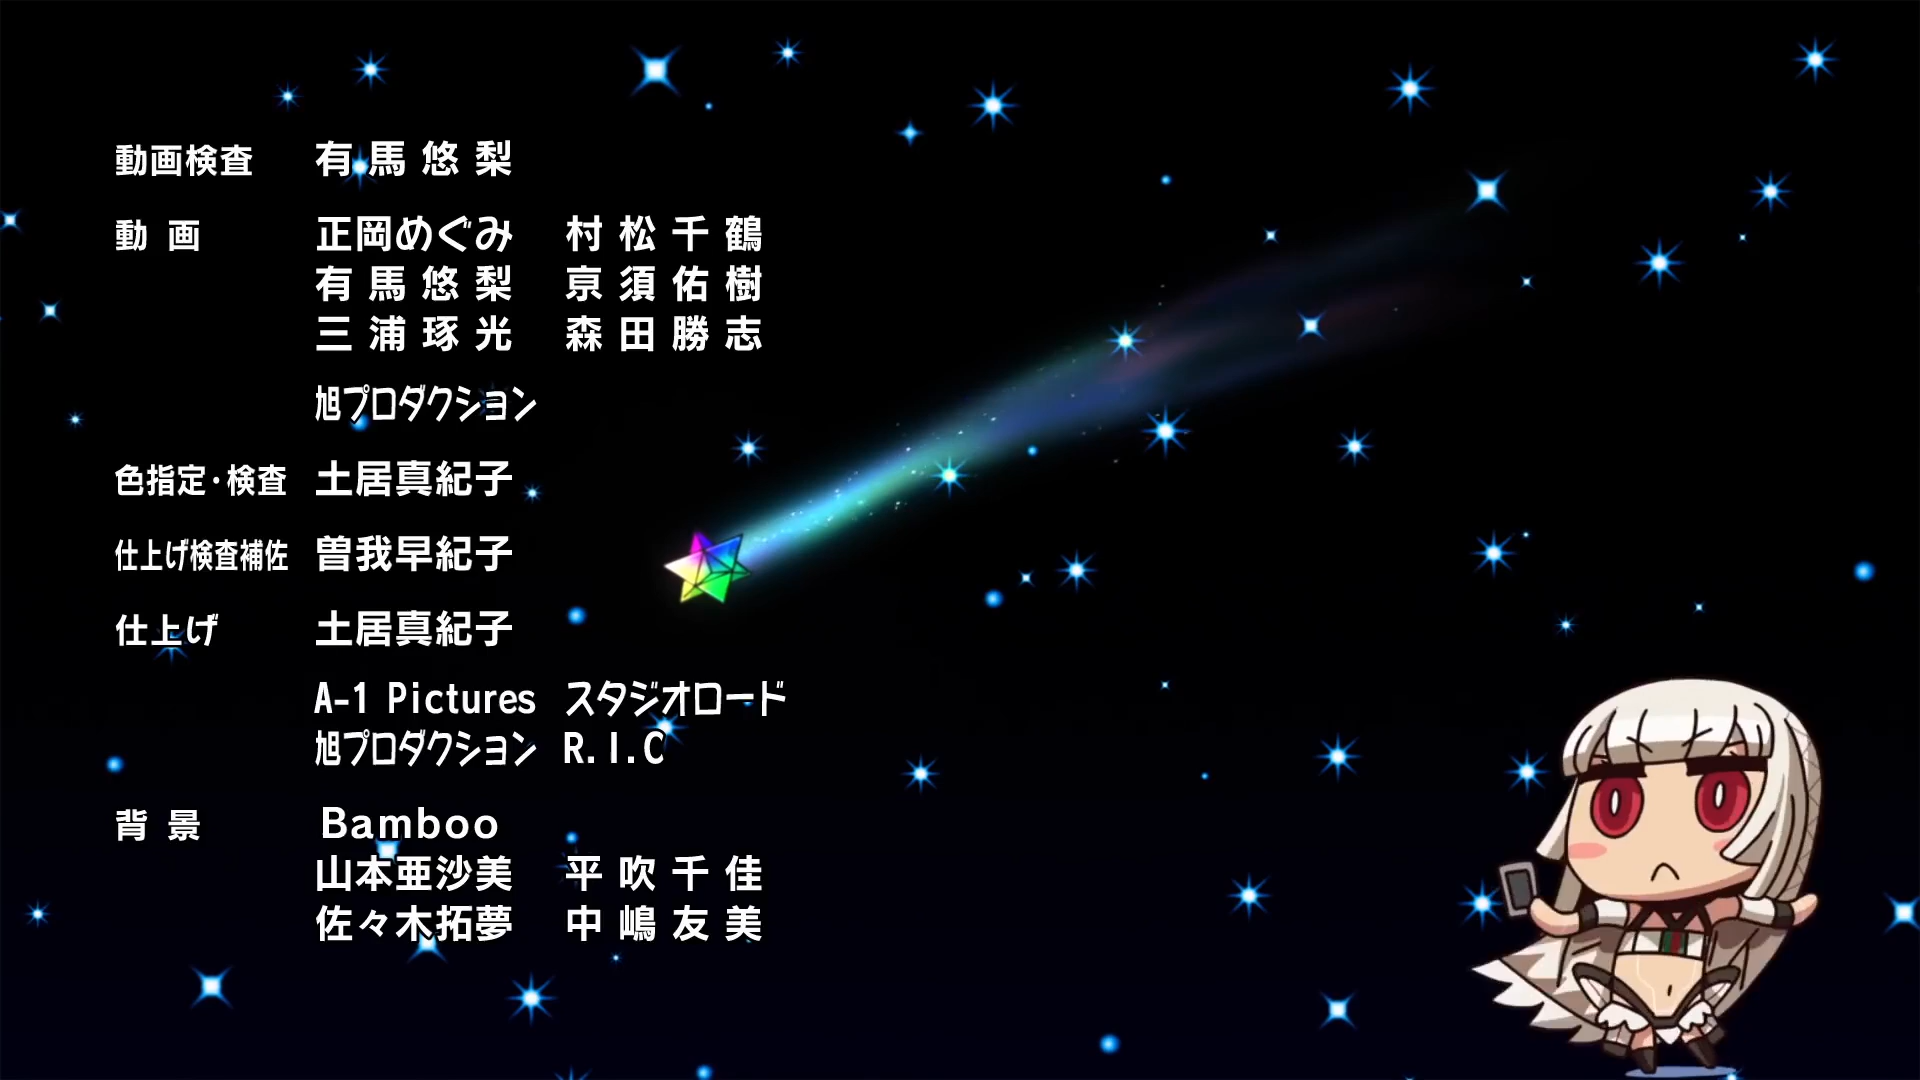 動画検査 有馬悠梨
動画 正岡めぐみ 村松千鶴
有馬悠梨 京須佑樹
三浦琢光 森田勝志
旭プロダクション
色指定・検査 土居真紀子
仕上げ検査補佐 曽我早紀子
仕上げ 土居真紀子
A-1 Pictures スタジオロード
旭プロダクション R.I.C
背景 Bamboo
山本亜沙美 平吹千佳
佐々木拓夢 中嶋友美